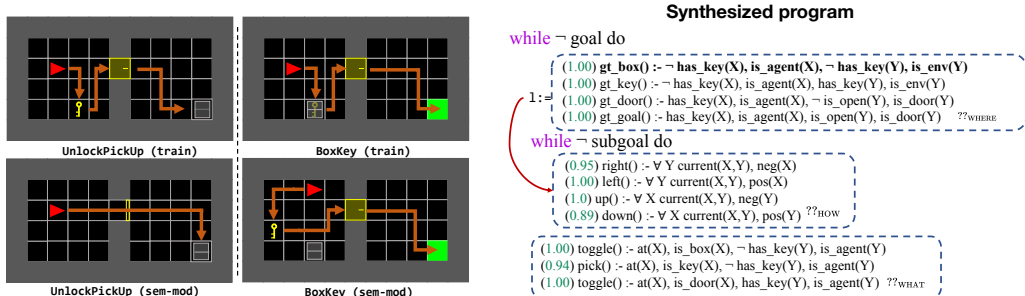 UnlockPickUp (train)
BoxKey (train)
UnlockPickUp (sem-mod)
BoxKey (sem-mod)
Synthesized program
while ¬ goal do
l:=
(1.00) gt_box() :- ¬ has_key(X), is_agent(X), ¬ has_key(Y), is_env(Y)
(1.00) gt_key() :- ¬ has_key(X), is_agent(X), has_key(Y), is_env(Y)
(1.00) gt_door() :- has_key(X), is_agent(X), ¬ is_open(Y), is_door(Y)
(1.00) gt_goal() :- has_key(X), is_agent(X), is_open(Y), is_door(Y) ??WHERE
while ¬ subgoal do
(0.95) right() :- ∀ Y current(X,Y), neg(X)
(1.00) left() :- ∀ Y current(X,Y), pos(X)
(1.0) up() :- ∀ X current(X,Y), neg(Y)
(0.89) down() :- ∀ X current(X,Y), pos(Y) ??HOW
(1.00) toggle() :- at(X), is_box(X), ¬ has_key(Y), is_agent(Y)
(0.94) pick() :- at(X), is_key(X), ¬ has_key(Y), is_agent(Y)
(1.00) toggle() :- at(X), is_door(X), has_key(Y), is_agent(Y) ??WHAT